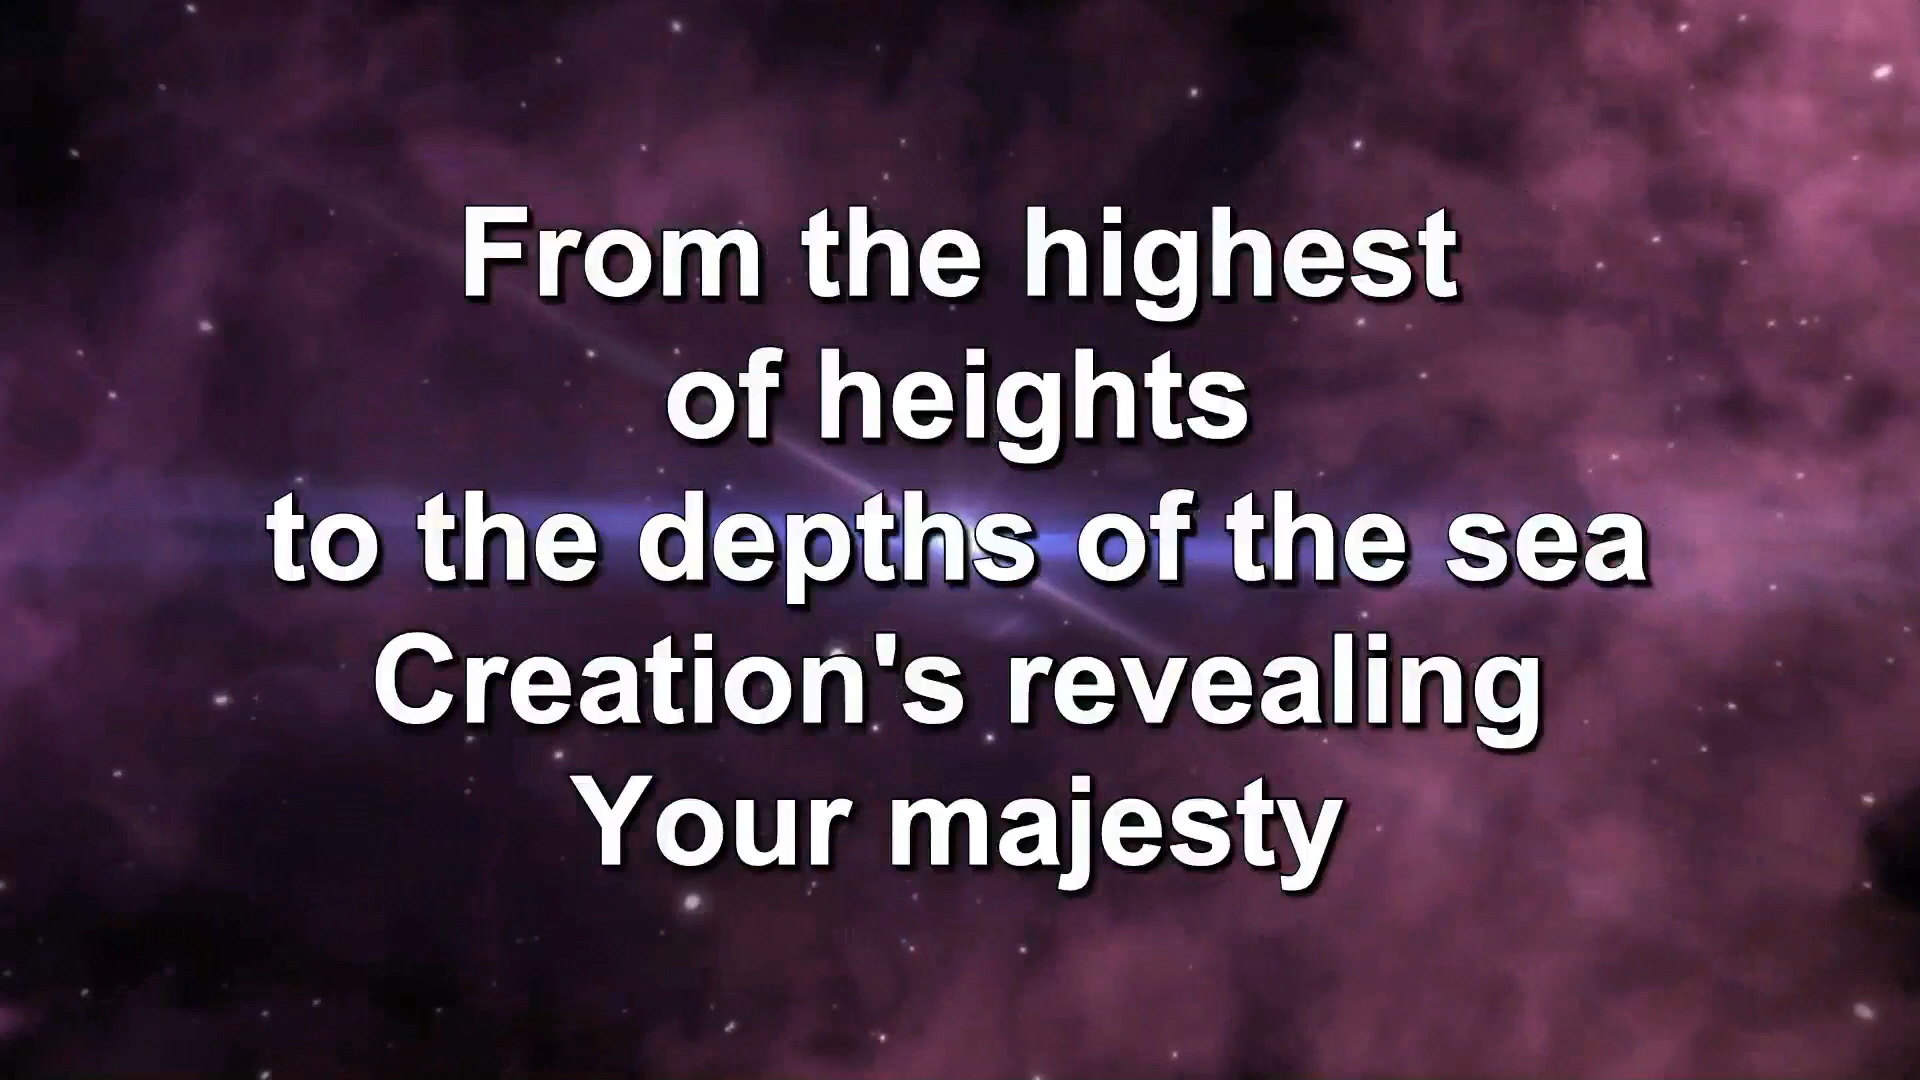 From the highest
of heights
to the depths of the sea
Creation's revealing
Your majesty